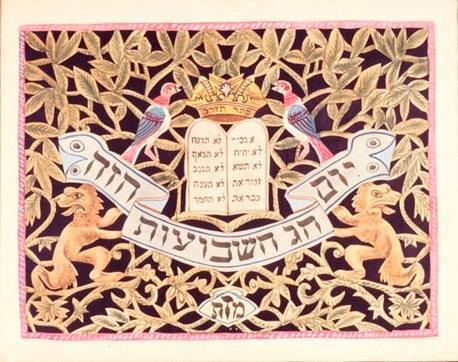 כתר תורה
אנכי יי
לא יהיה
לא תשא
זכור את
כבד את
לא תרצח
לא תנאף
לא תגנב
לא תענה
לא תחמד
יום
חג השבועות
הזה